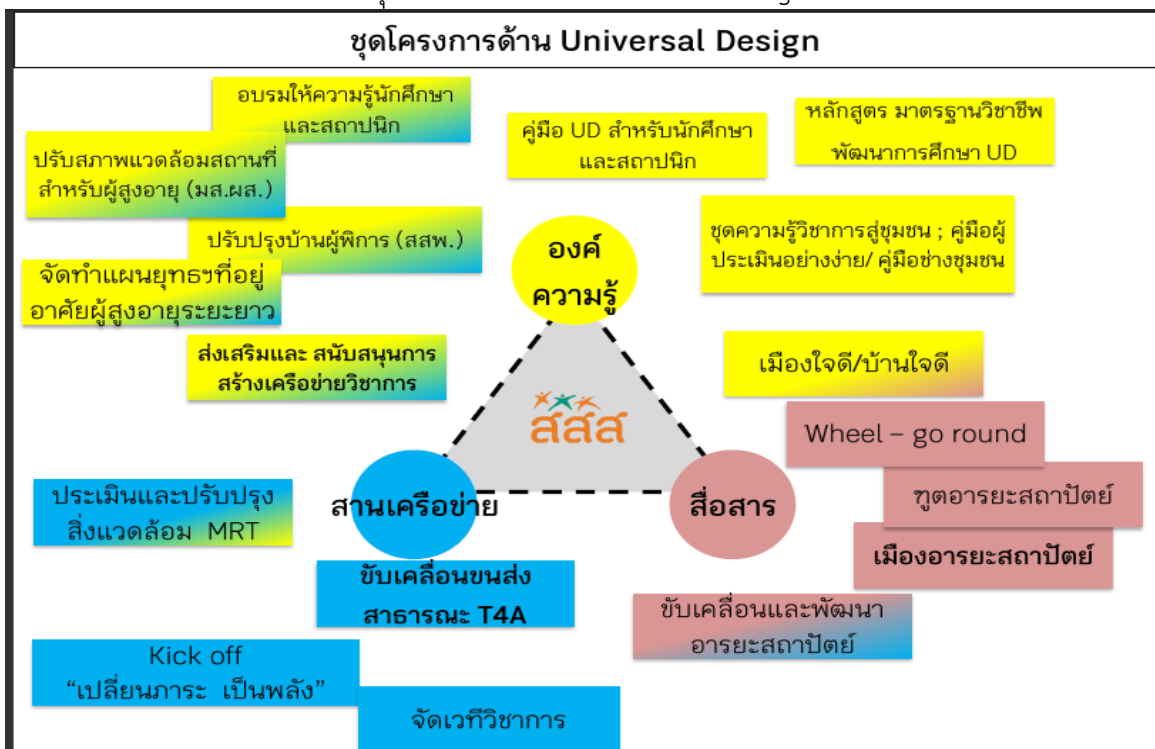 ชุดโครงการด้าน Universal Design
อบรมให้ความรู้นักศึกษา
และสถาปนิก
คู่มือ UD สำหรับนักศึกษา
และสถาปนิก
หลักสูตร มาตรฐานวิชาชีพ
พัฒนาการศึกษา UD
ปรับสภาพแวดล้อมสถานที่
สำหรับผู้สูงอายุ (มส.ผส.)
ปรับปรุงบ้านผู้พิการ (สสพ.)
ชุดความรู้วิชาการสู่ชุมชน ; คู่มือผู้
ประเมินอย่างง่าย/ คู่มือช่างชุมชน
องค์
ความรู้
จัดทำแผนยุทธฯที่อยู่
อาศัยผู้สูงอายุระยะยาว
ส่งเสริมและ สนับสนุนการ
สร้างเครือข่ายวิชาการ
เมืองใจดี/บ้านใจดี
สสส
Wheel – go round
ฑูตอารยะสถาปัตย์
ประเมินและปรับปรุง
สิ่งแวดล้อม MRT
สานเครือข่าย
สื่อสาร
เมืองอารยะสถาปัตย์
ขับเคลื่อนขนส่ง
สาธารณะ T4A
ขับเคลื่อนและพัฒนา
อารยะสถาปัตย์
Kick off
“เปลี่ยนภาระ เป็นพลัง”
จัดเวทีวิชาการ